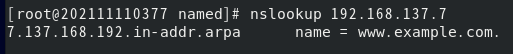 [root@202111110377 named]# nslookup 192.168.137.7
7.137.168.192.in-addr.arpa      name = www.example.com.